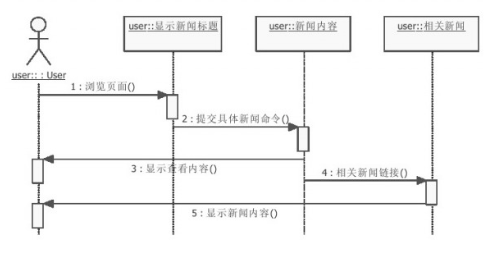 user::显示新闻标题
user::新闻内容
user::相关新闻
user:: : User
1 : 浏览页面()
2 : 提交具体新闻命令()
3 : 显示查看内容()
4 : 相关新闻链接()
5 : 显示新闻内容()